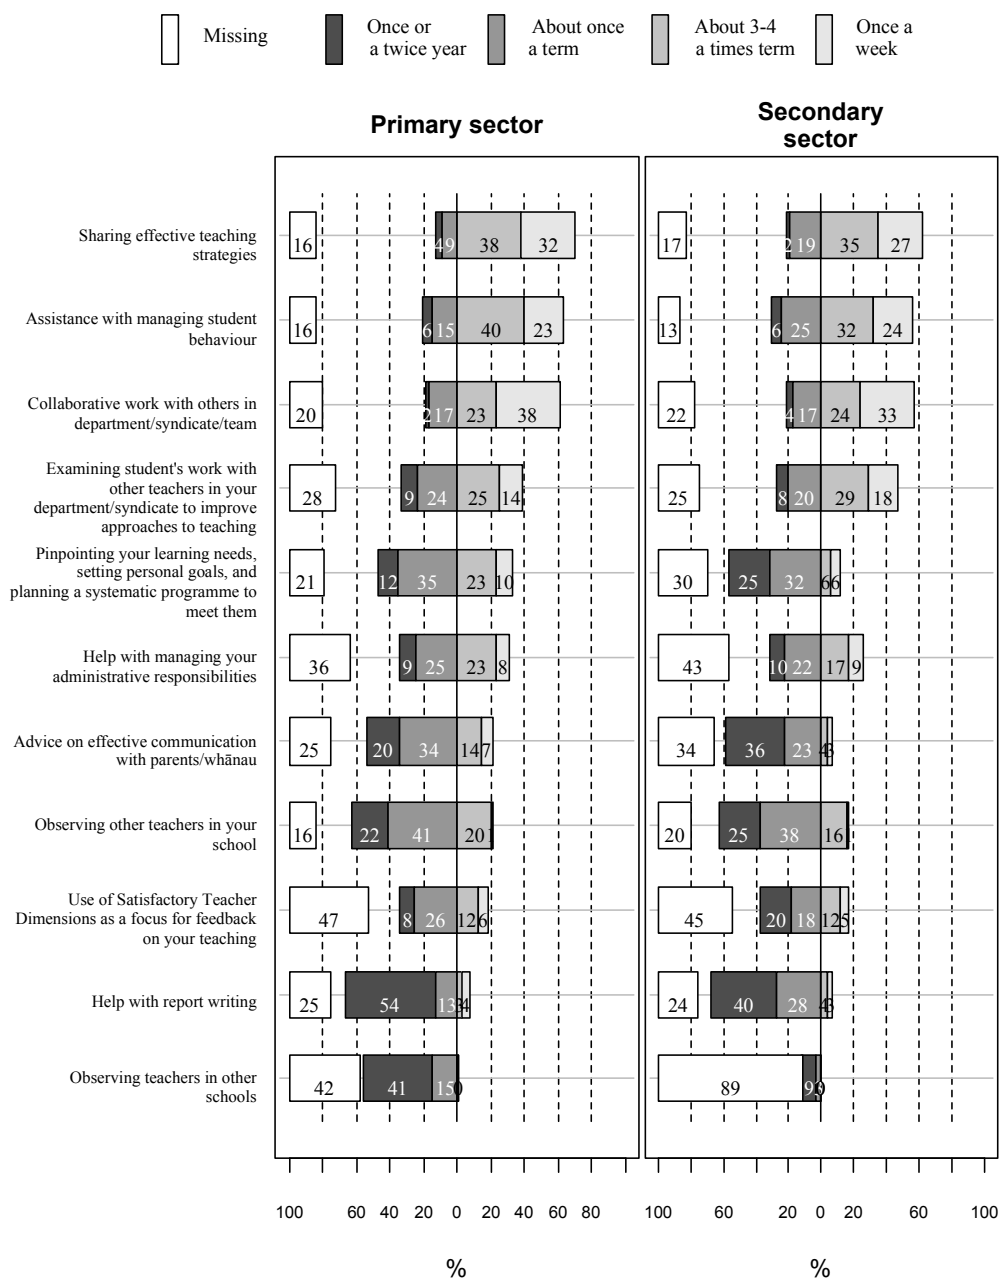 Missing
Once or
a twice year
About once
a term
About 3-4
a times term
Once a
week
Primary sector
Secondary
sector
Sharing effective teaching
strategies
16 4 9 38 32
17 2 19 35 27
Assistance with managing student
behaviour
16 6 15 40 23
13 6 25 32 24
Collaborative work with others in
department/syndicate/team
20 2 17 23 38
22 4 17 24 33
Examining student's work with
other teachers in your
department/syndicate to improve
approaches to teaching
28 9 24 25 14
25 8 20 29 18
Pinpointing your learning needs,
setting personal goals, and
planning a systematic programme to
meet them
21 12 35 23 10
30 25 32 6 6
Help with managing your
administrative responsibilities
36 9 25 23 8
43 10 22 17 9
Advice on effective communication
with parents/whānau
25 20 34 14 7
34 36 23 4 3
Observing other teachers in your
school
16 22 41 20
20 25 38 16
Use of Satisfactory Teacher
Dimensions as a focus for feedback
on your teaching
47 8 26 12 6
45 20 18 12 5
Help with report writing
25 54 13 3 4
24 40 28 4 3
Observing teachers in other
schools
42 41 15 0
89 9
100 60 40 20 0 20 40 60 80
100 60 20 0 20 60 100
%
%